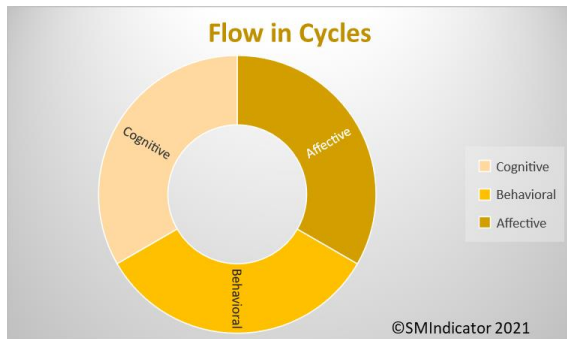 Flow in Cycles
Cognitive
Affective
Behavioral
Cognitive
Behavioral
Affective
©SMIndicator 2021